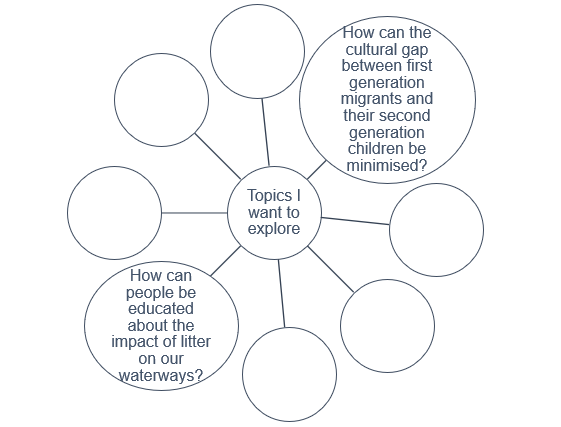 How can the
cultural gap
between first
generation
migrants and
their second
generation
children be
minimised?
Topics I
want to
explore
How can
people be
educated
about the
impact of litter
on our
waterways?